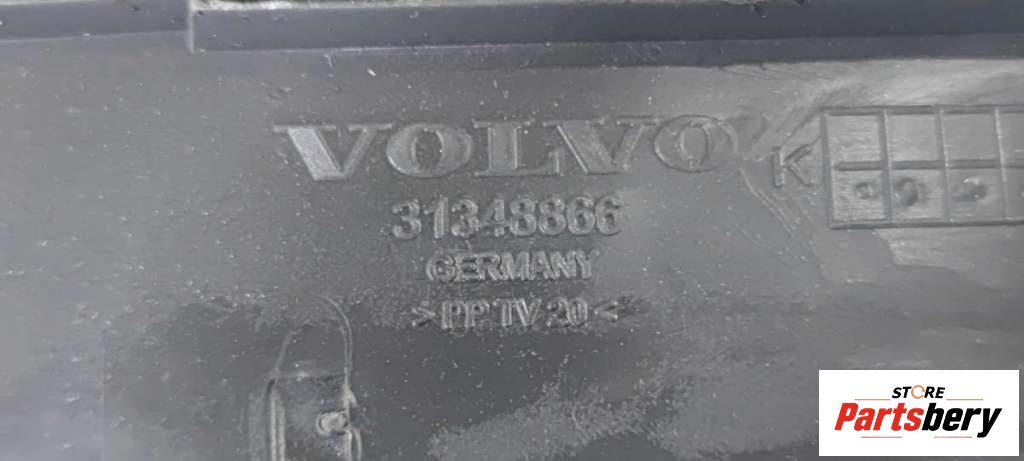 VOLVO
K
31348866
GERMANY
>PP TV 20<
STORE
Partsbery